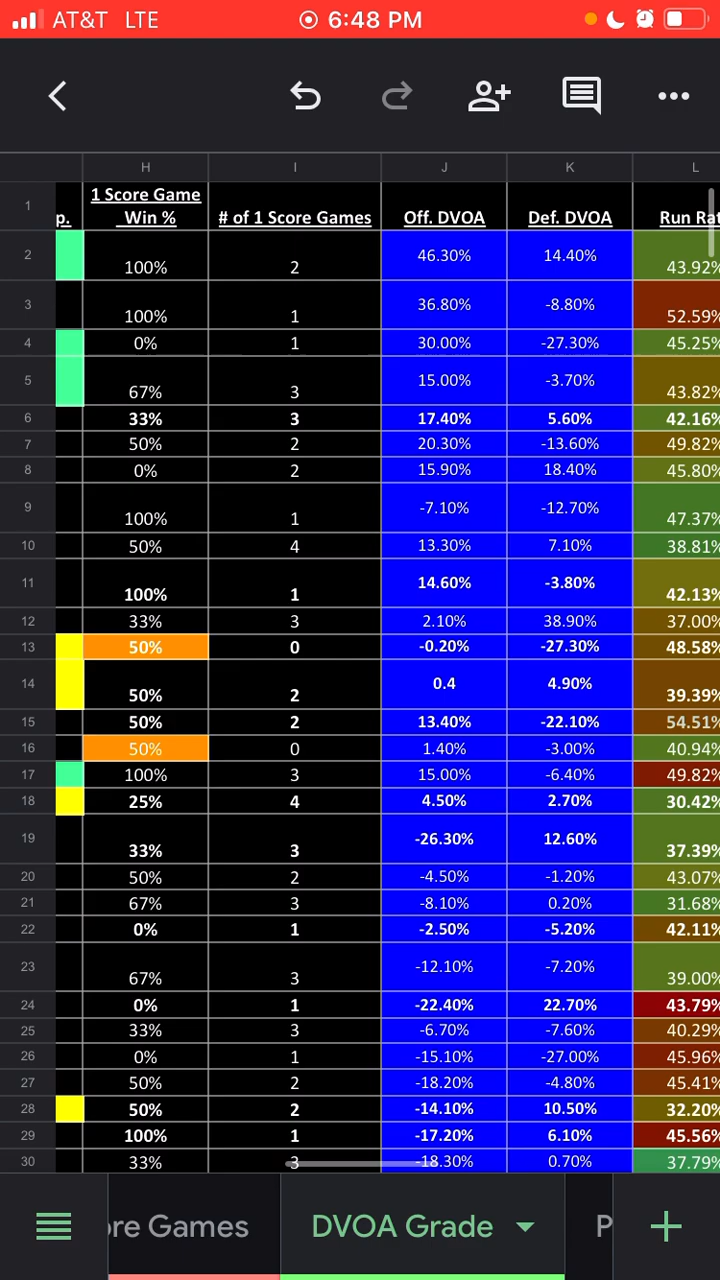 AT&T LTE 6:48 PM
H I J K L
1 1 Score Game
p. Win % # of 1 Score Games Off. DVOA Def. DVOA Run Rat
2 100% 2 46.30% 14.40% 43.92%
3 100% 1 36.80% -8.80% 52.59%
4 0% 1 30.00% -27.30% 45.25%
5 67% 3 15.00% -3.70% 43.82%
6 33% 3 17.40% 5.60% 42.16%
7 50% 2 20.30% -13.60% 49.82%
8 0% 2 15.90% 18.40% 45.80%
9 100% 1 -7.10% -12.70% 47.37%
10 50% 4 13.30% 7.10% 38.81%
11 100% 1 14.60% -3.80% 42.13%
12 33% 3 2.10% 38.90% 37.00%
13 50% 0 -0.20% -27.30% 48.58%
14 50% 2 0.4 4.90% 39.39%
15 50% 2 13.40% -22.10% 54.51%
16 50% 0 1.40% -3.00% 40.94%
17 100% 3 15.00% -6.40% 49.82%
18 25% 4 4.50% 2.70% 30.42%
19 33% 3 -26.30% 12.60% 37.39%
20 50% 2 -4.50% -1.20% 43.07%
21 67% 3 -8.10% 0.20% 31.68%
22 0% 1 -2.50% -5.20% 42.11%
23 67% 3 -12.10% -7.20% 39.00%
24 0% 1 -22.40% 22.70% 43.79%
25 33% 3 -6.70% -7.60% 40.29%
26 0% 1 -15.10% -27.00% 45.96%
27 50% 2 -18.20% -4.80% 45.41%
28 50% 2 -14.10% 10.50% 32.20%
29 100% 1 -17.20% 6.10% 45.56%
30 33% 3 -18.30% 0.70% 37.79%
ore Games DVOA Grade P